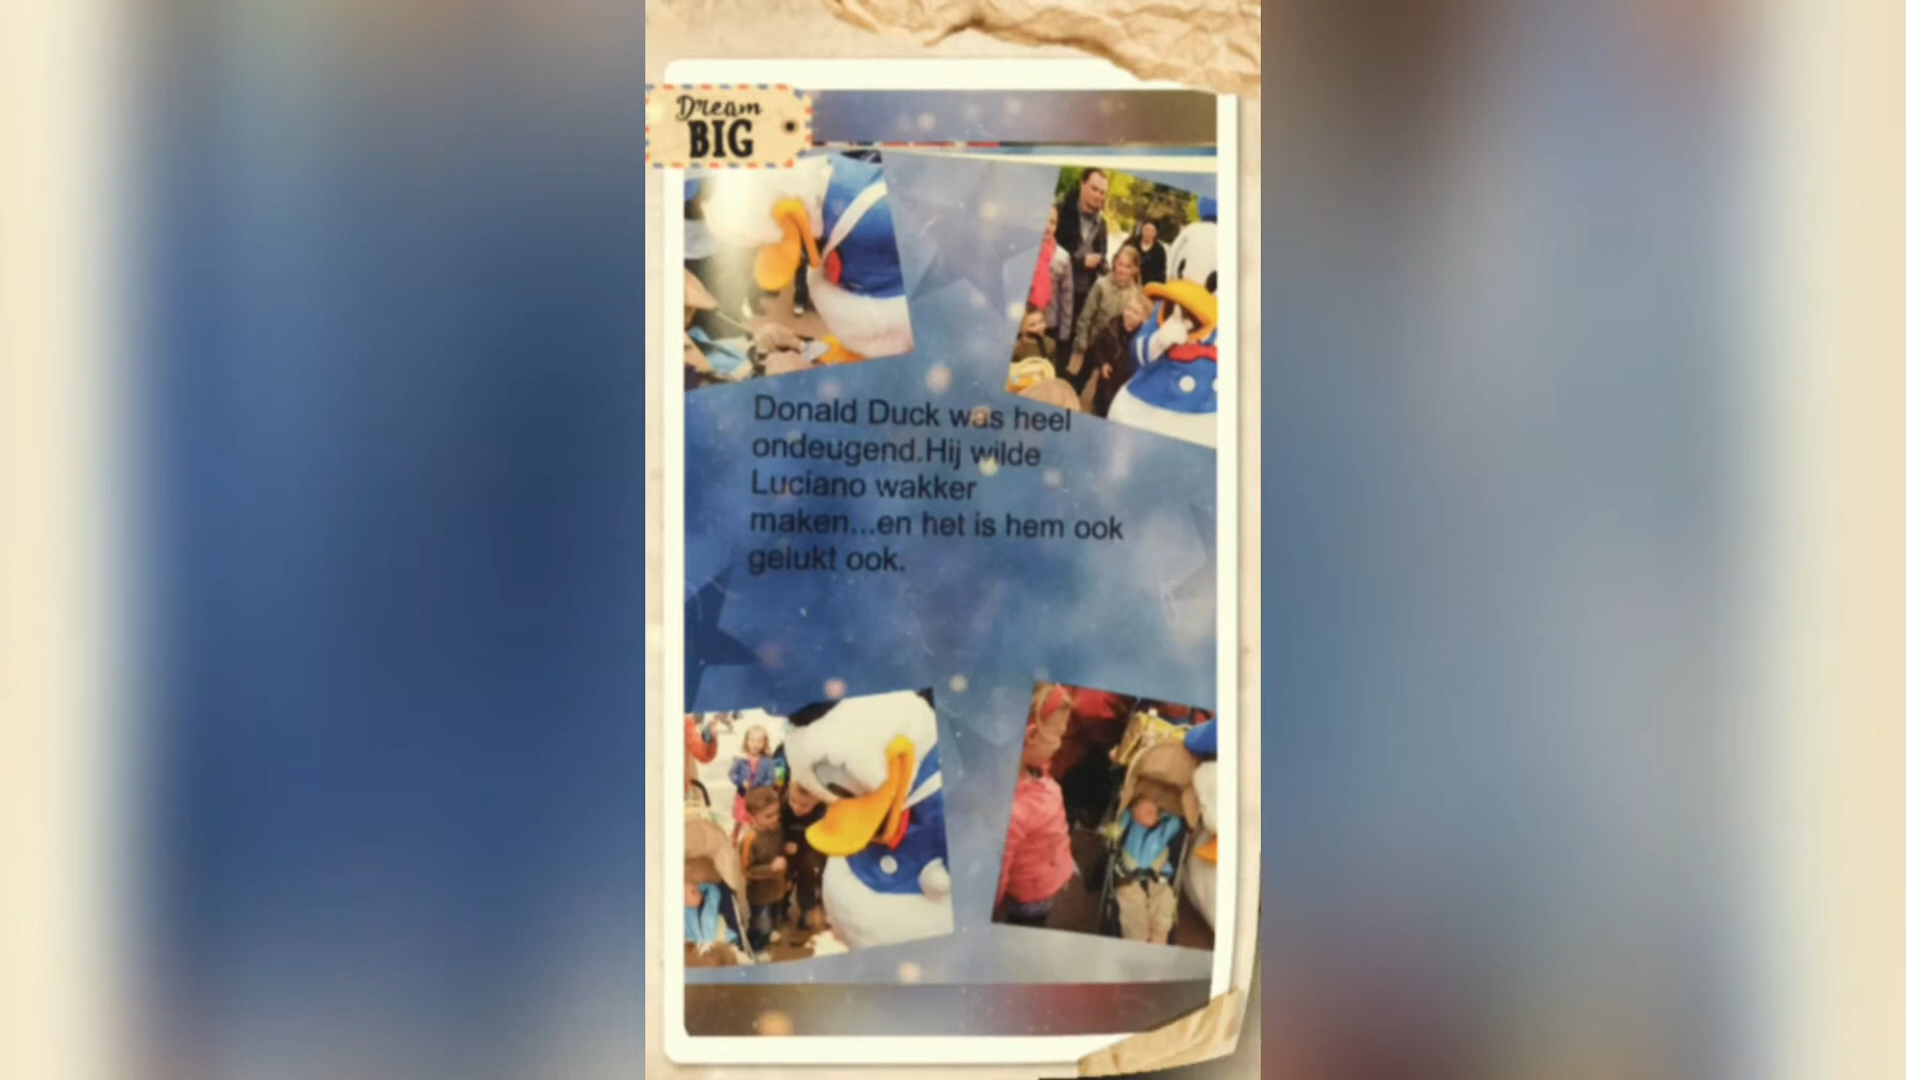 Dream
BIG
Donald Duck was heel
ondeugend.Hij wilde
Luciano wakker
maken...en het is hem ook
gelukt ook.